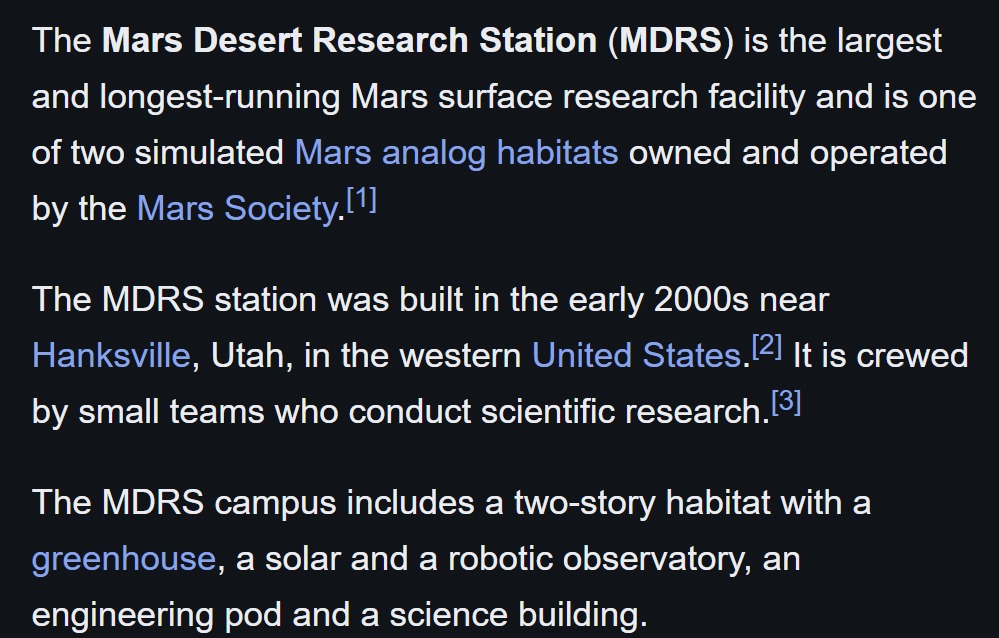 The Mars Desert Research Station (MDRS) is the largest
and longest-running Mars surface research facility and is one
of two simulated Mars analog habitats owned and operated
by the Mars Society.[1]
The MDRS station was built in the early 2000s near
Hanksville, Utah, in the western United States.[2] It is crewed
by small teams who conduct scientific research.[3]
The MDRS campus includes a two-story habitat with a
greenhouse, a solar and a robotic observatory, an
engineering pod and a science building.